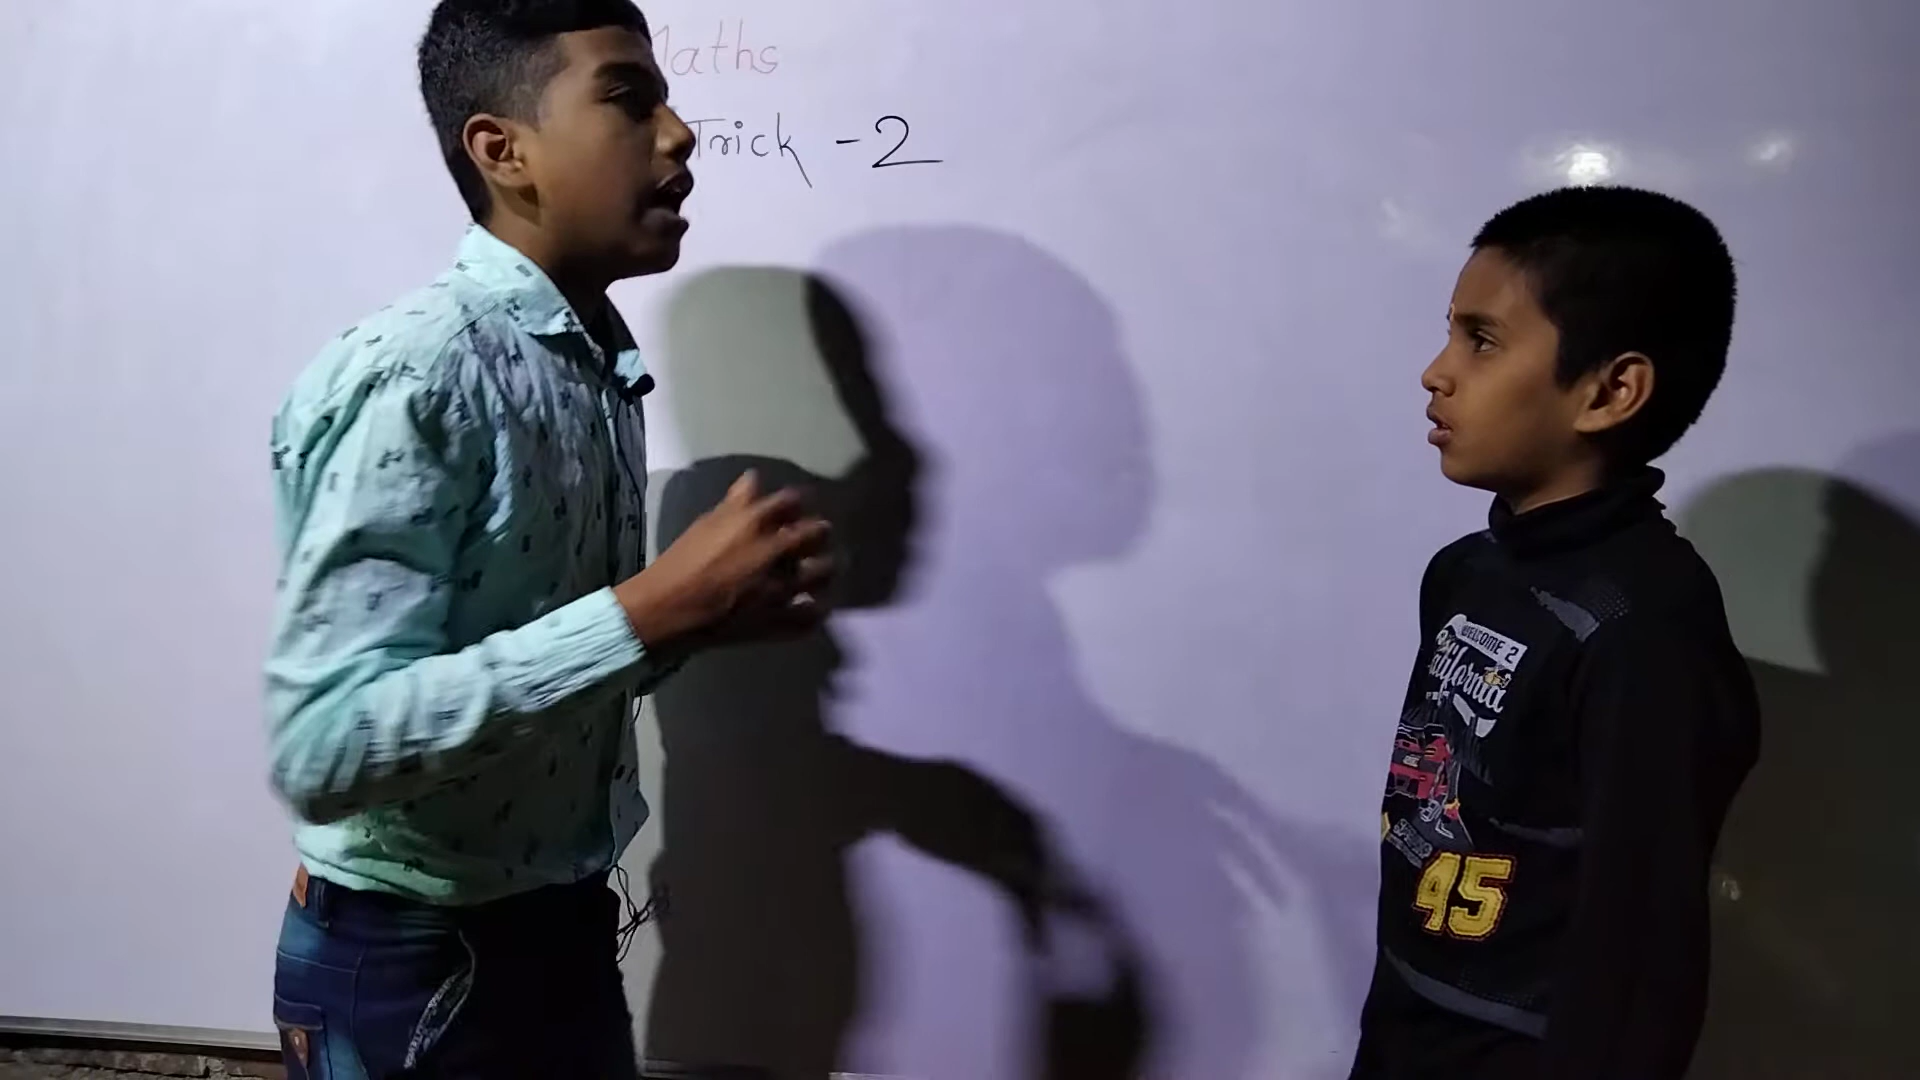 Maths
Trick - 2
WELCOME 2
California
45